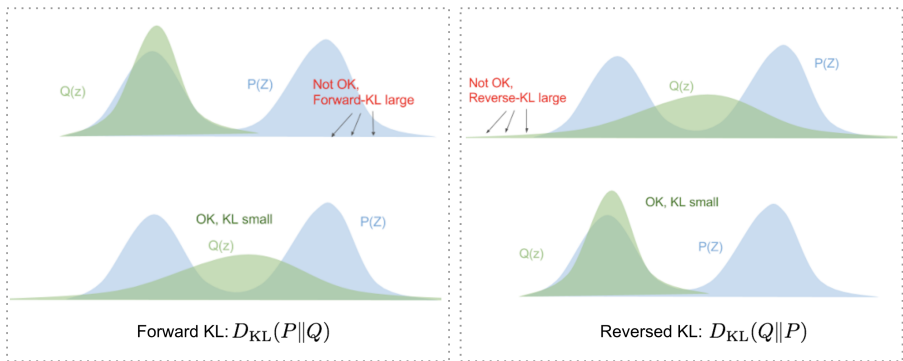 Q(z)
P(Z)
Not OK,
Forward-KL large
OK, KL small
Q(z)
P(Z)
Forward KL: D_KL(P∥Q)
Not OK,
Reverse-KL large
Q(z)
P(Z)
OK, KL small
Q(z)
P(Z)
Reversed KL: D_KL(Q∥P)